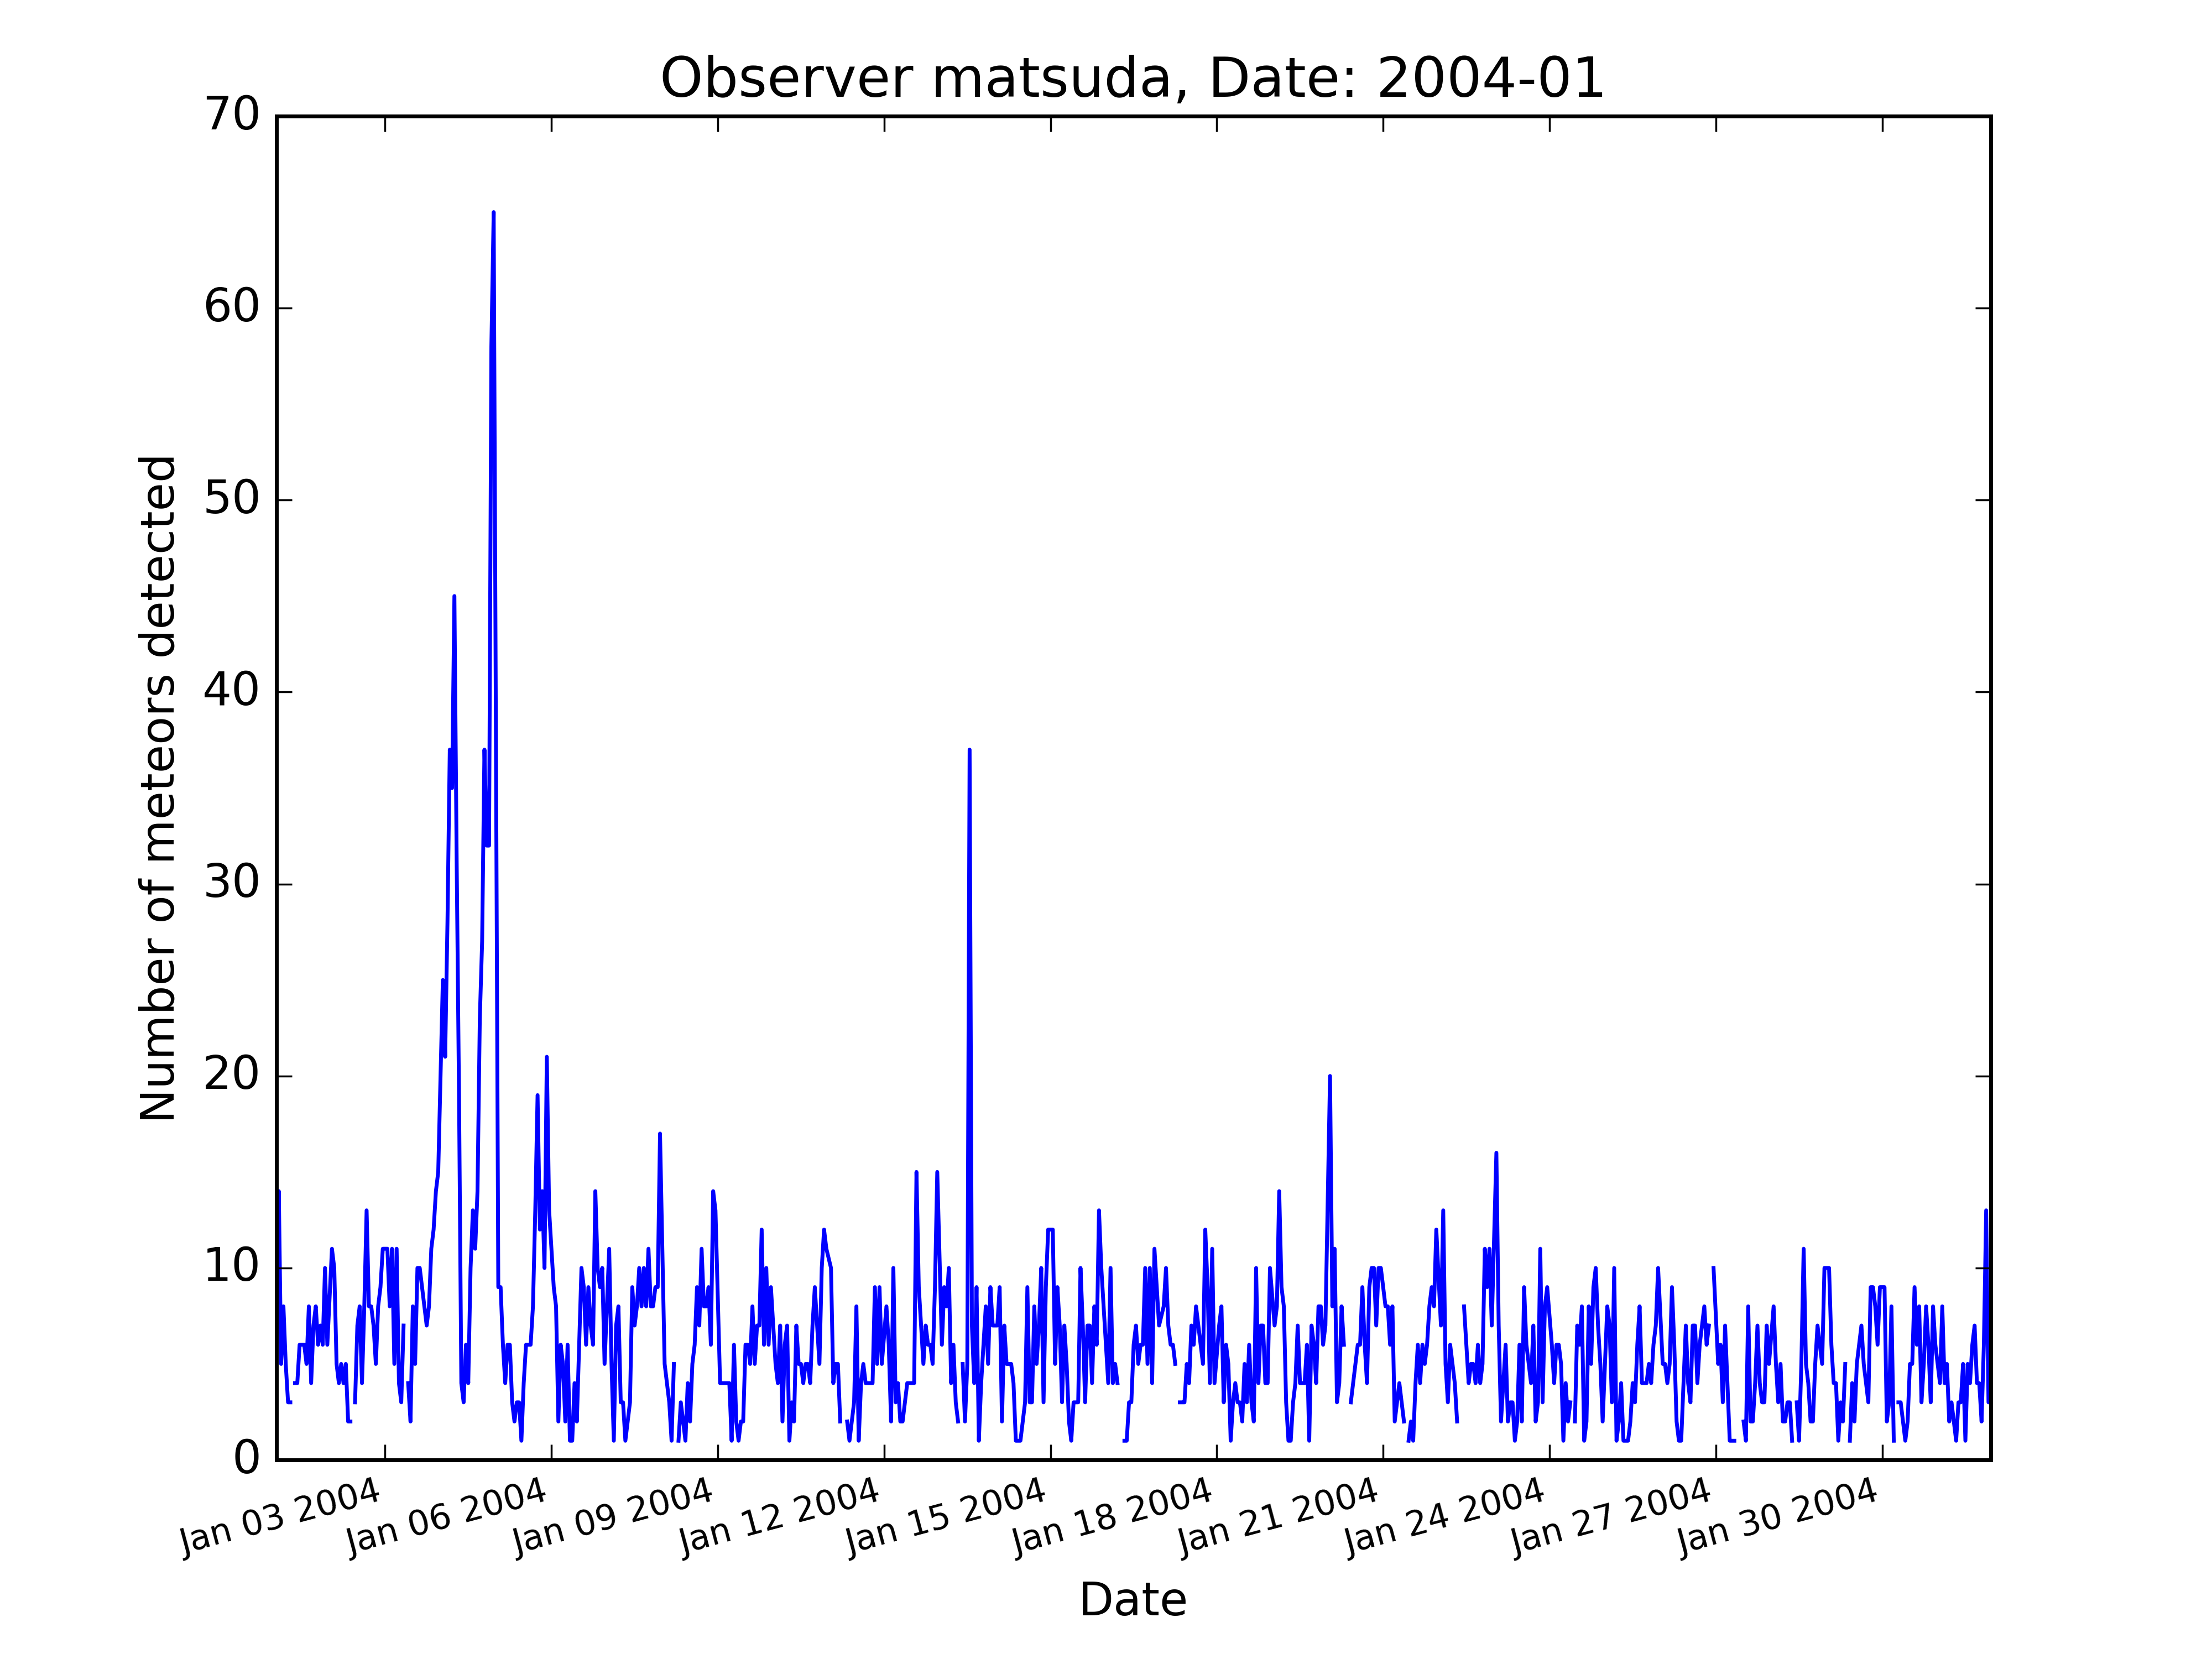 Observer matsuda, Date: 2004-01
70
60
50
40
30
20
10
0
Number of meteors detected
Jan 03 2004
Jan 06 2004
Jan 09 2004
Jan 12 2004
Jan 15 2004
Jan 18 2004
Jan 21 2004
Jan 24 2004
Jan 27 2004
Jan 30 2004
Date